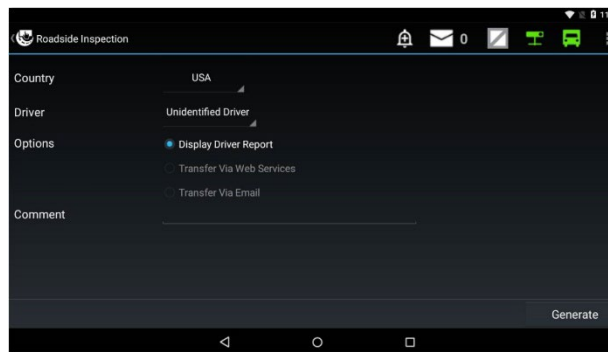 11
Roadside Inspection
0
Country
USA
Driver
Unidentified Driver
Options
Display Driver Report
Transfer Via Web Services
Transfer Via Email
Comment
Generate